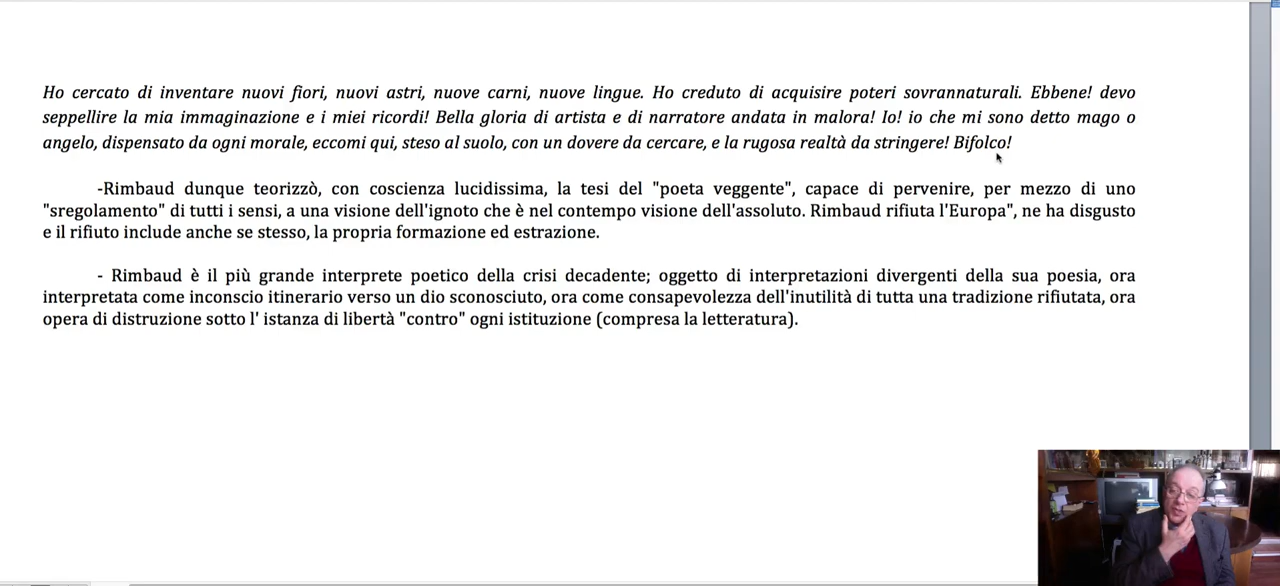 Ho cercato di inventare nuovi fiori, nuovi astri, nuove carni, nuove lingue. Ho creduto di acquisire poteri sovrannaturali. Ebbene! devo
seppellire la mia immaginazione e i miei ricordi! Bella gloria di artista e di narratore andata in malora! Io! io che mi sono detto mago o
angelo, dispensato da ogni morale, eccomi qui, steso al suolo, con un dovere da cercare, e la rugosa realtà da stringere! Bifolco!
-Rimbaud dunque teorizzò, con coscienza lucidissima, la tesi del "poeta veggente", capace di pervenire, per mezzo di uno
"sregolamento" di tutti i sensi, a una visione dell'ignoto che è nel contempo visione dell'assoluto. Rimbaud rifiuta l'Europa", ne ha disgusto
e il rifiuto include anche se stesso, la propria formazione ed estrazione.
- Rimbaud è il più grande interprete poetico della crisi decadente; oggetto di interpretazioni divergenti della sua poesia, ora
interpretata come inconscio itinerario verso un dio sconosciuto, ora come consapevolezza dell'inutilità di tutta una tradizione rifiutata, ora
opera di distruzione sotto l' istanza di libertà "contro" ogni istituzione (compresa la letteratura).